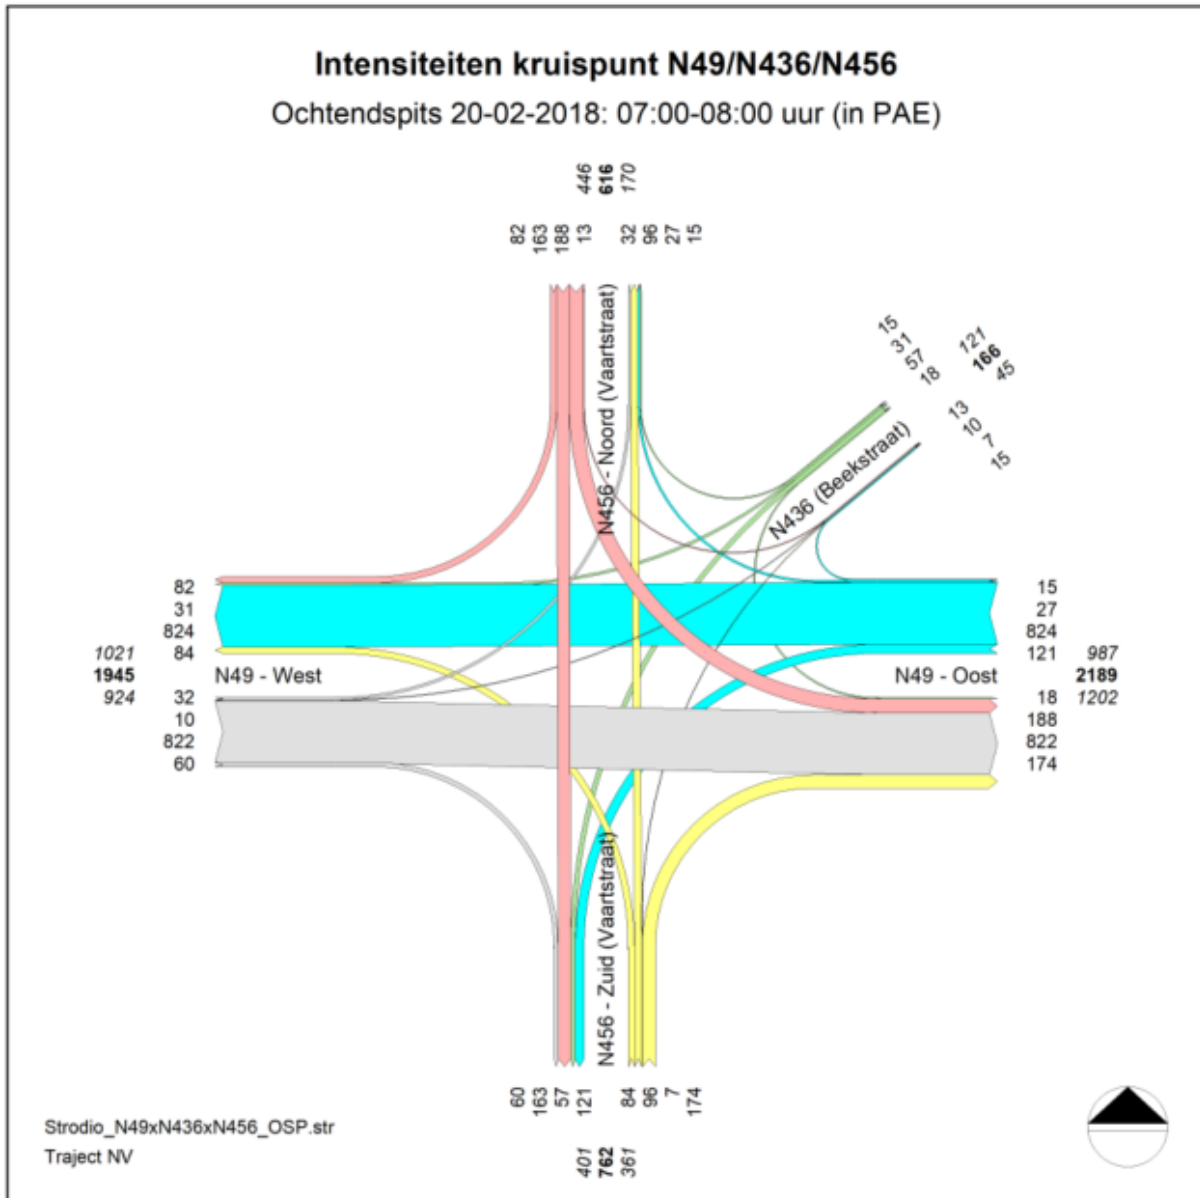 Intensiteiten kruispunt N49/N436/N456
Ochtendspits 20-02-2018: 07:00-08:00 uur (in PAE)
446 616 170
82 163 188 13 32 96 27 15
N456 - Noord (Vaartstraat)
15 31 57 18
121 166 45
13 10 7 15
N436 (Beekstraat)
82
31
824
84
1021
1945
924
N49 - West
32
10
822
60
15
27
824
121
987
2189
1202
N49 - Oost
18
188
822
174
N456 - Zuid (Vaartstraat)
60 163 57 121 84 96 7 174
401 762 361
Strodio_N49xN436xN456_OSP.str
Traject NV